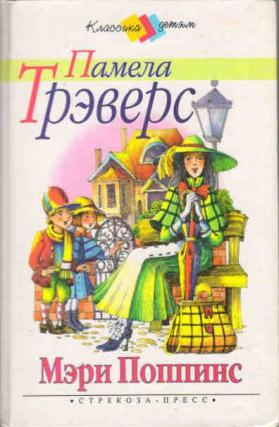 Классика детям
Памела
Трэверс
Мэри Поппинс
• СТРЕКОЗА - ПРЕСС •